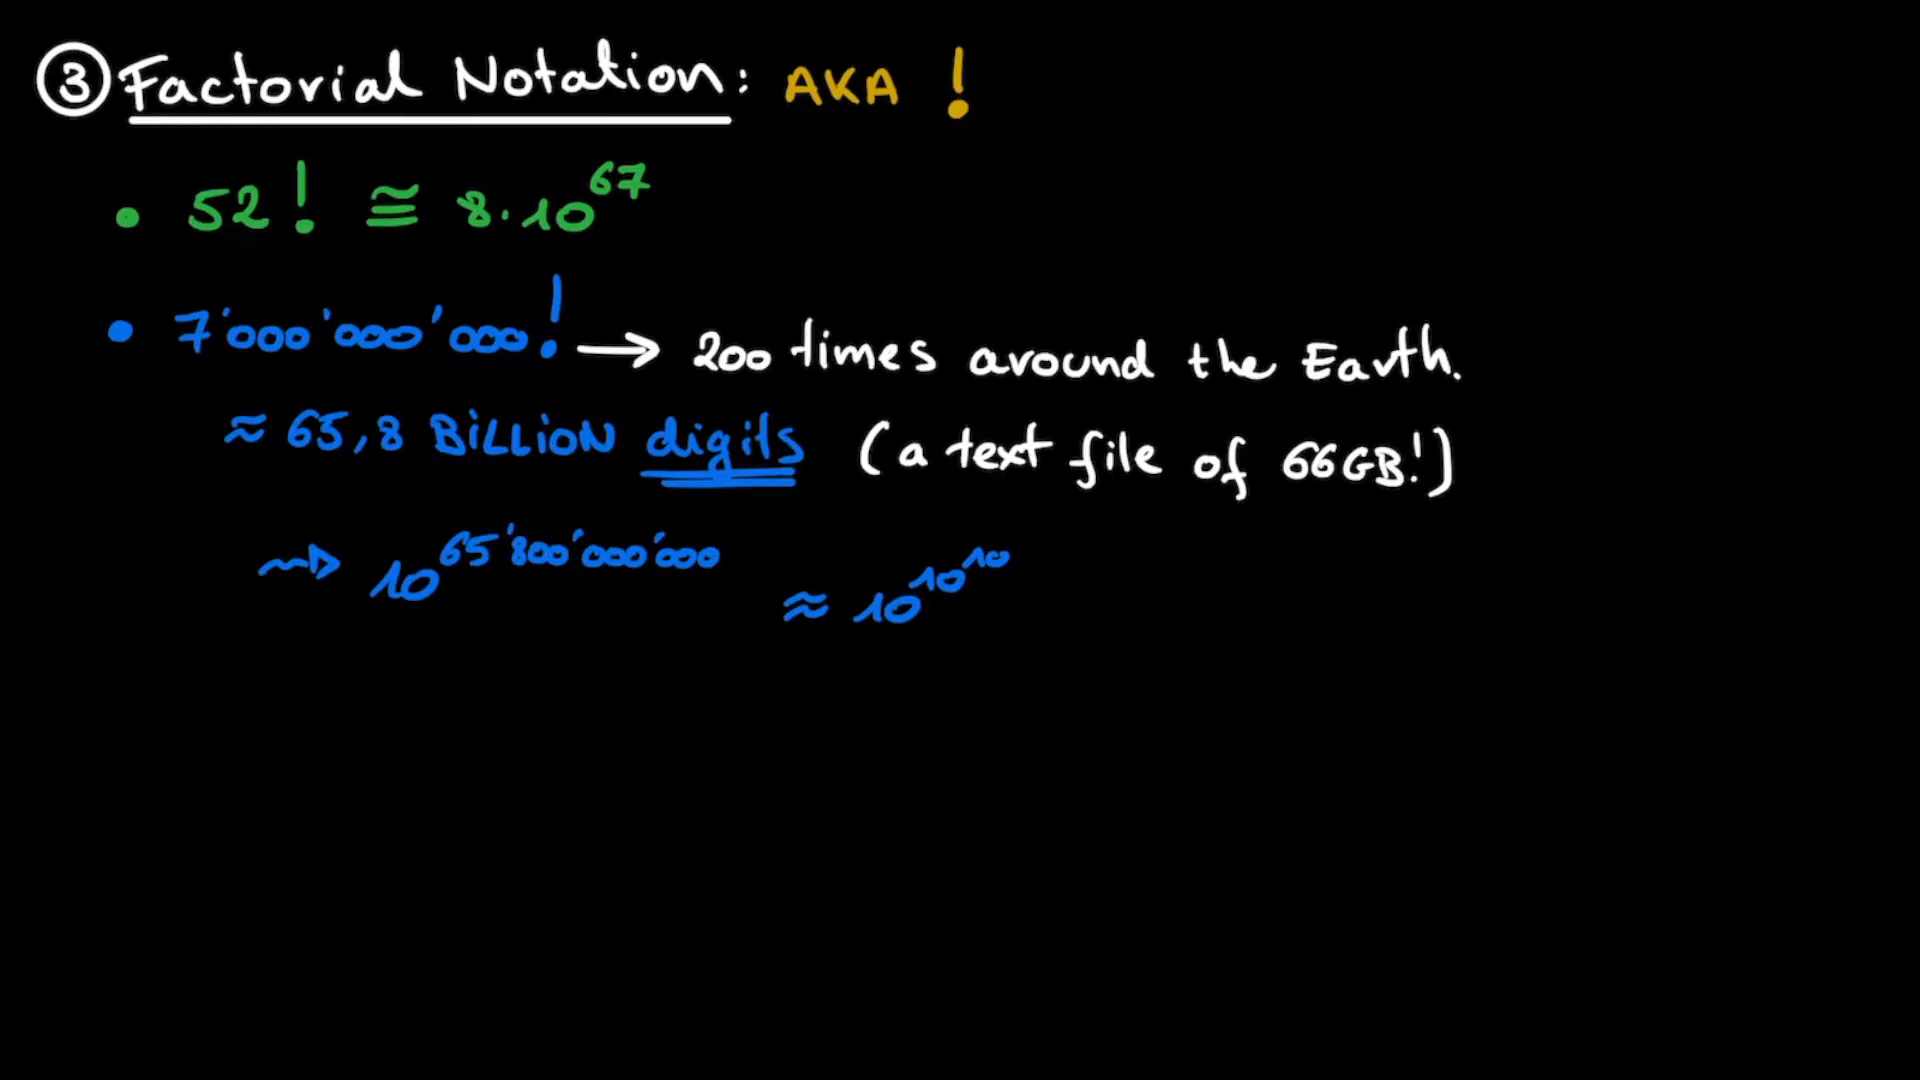 ③ Factorial Notation: AKA !
• 52! ≅ 8·10^67
• 7'000'000'000! → 200 times around the Earth.
≈ 65,8 BiLLiON digits (a text file of 66GB!)
⇝ 10^65'800'000'000 ≈ 10^10^10